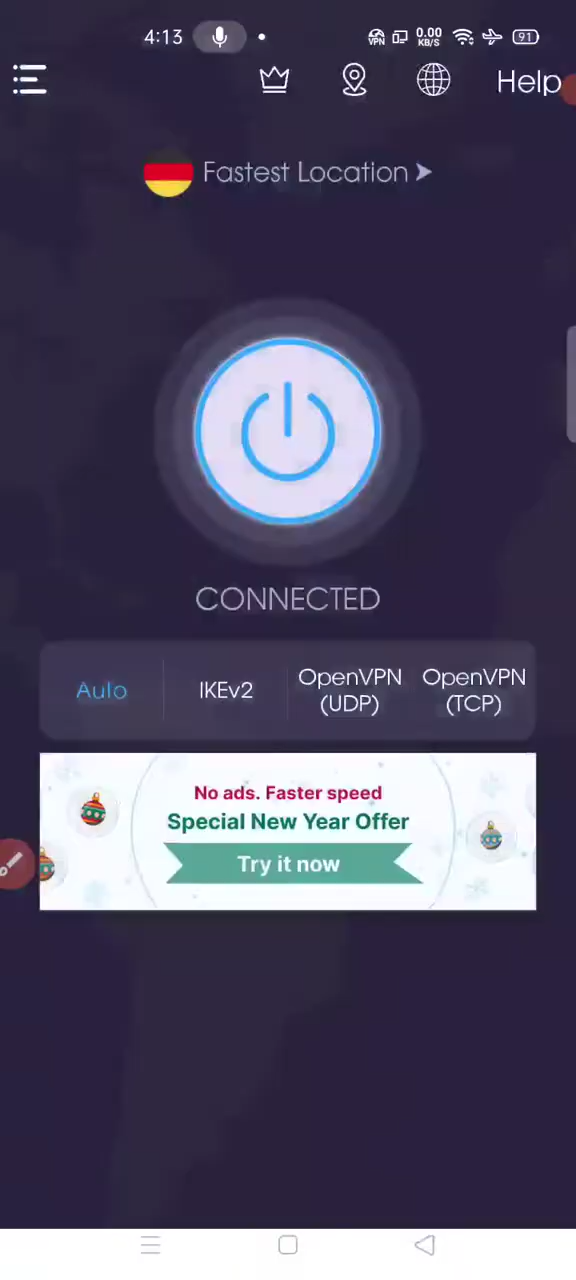 4:13
VPN
0.00
KB/S
91
Help
Fastest Location
CONNECTED
Auto
IKEv2
OpenVPN
(UDP)
OpenVPN
(TCP)
No ads. Faster speed
Special New Year Offer
Try it now